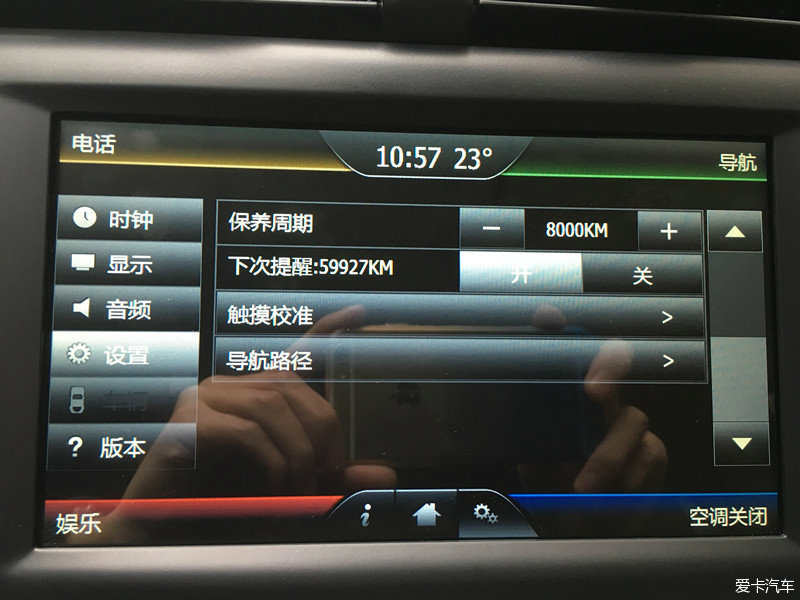 电话
10:57 23°
导航
时钟
显示
音频
设置
车辆
? 版本
保养周期 − 8000KM +
下次提醒:59927KM 开 关
触摸校准 >
导航路径 >
娱乐
i
空调关闭
爱卡汽车